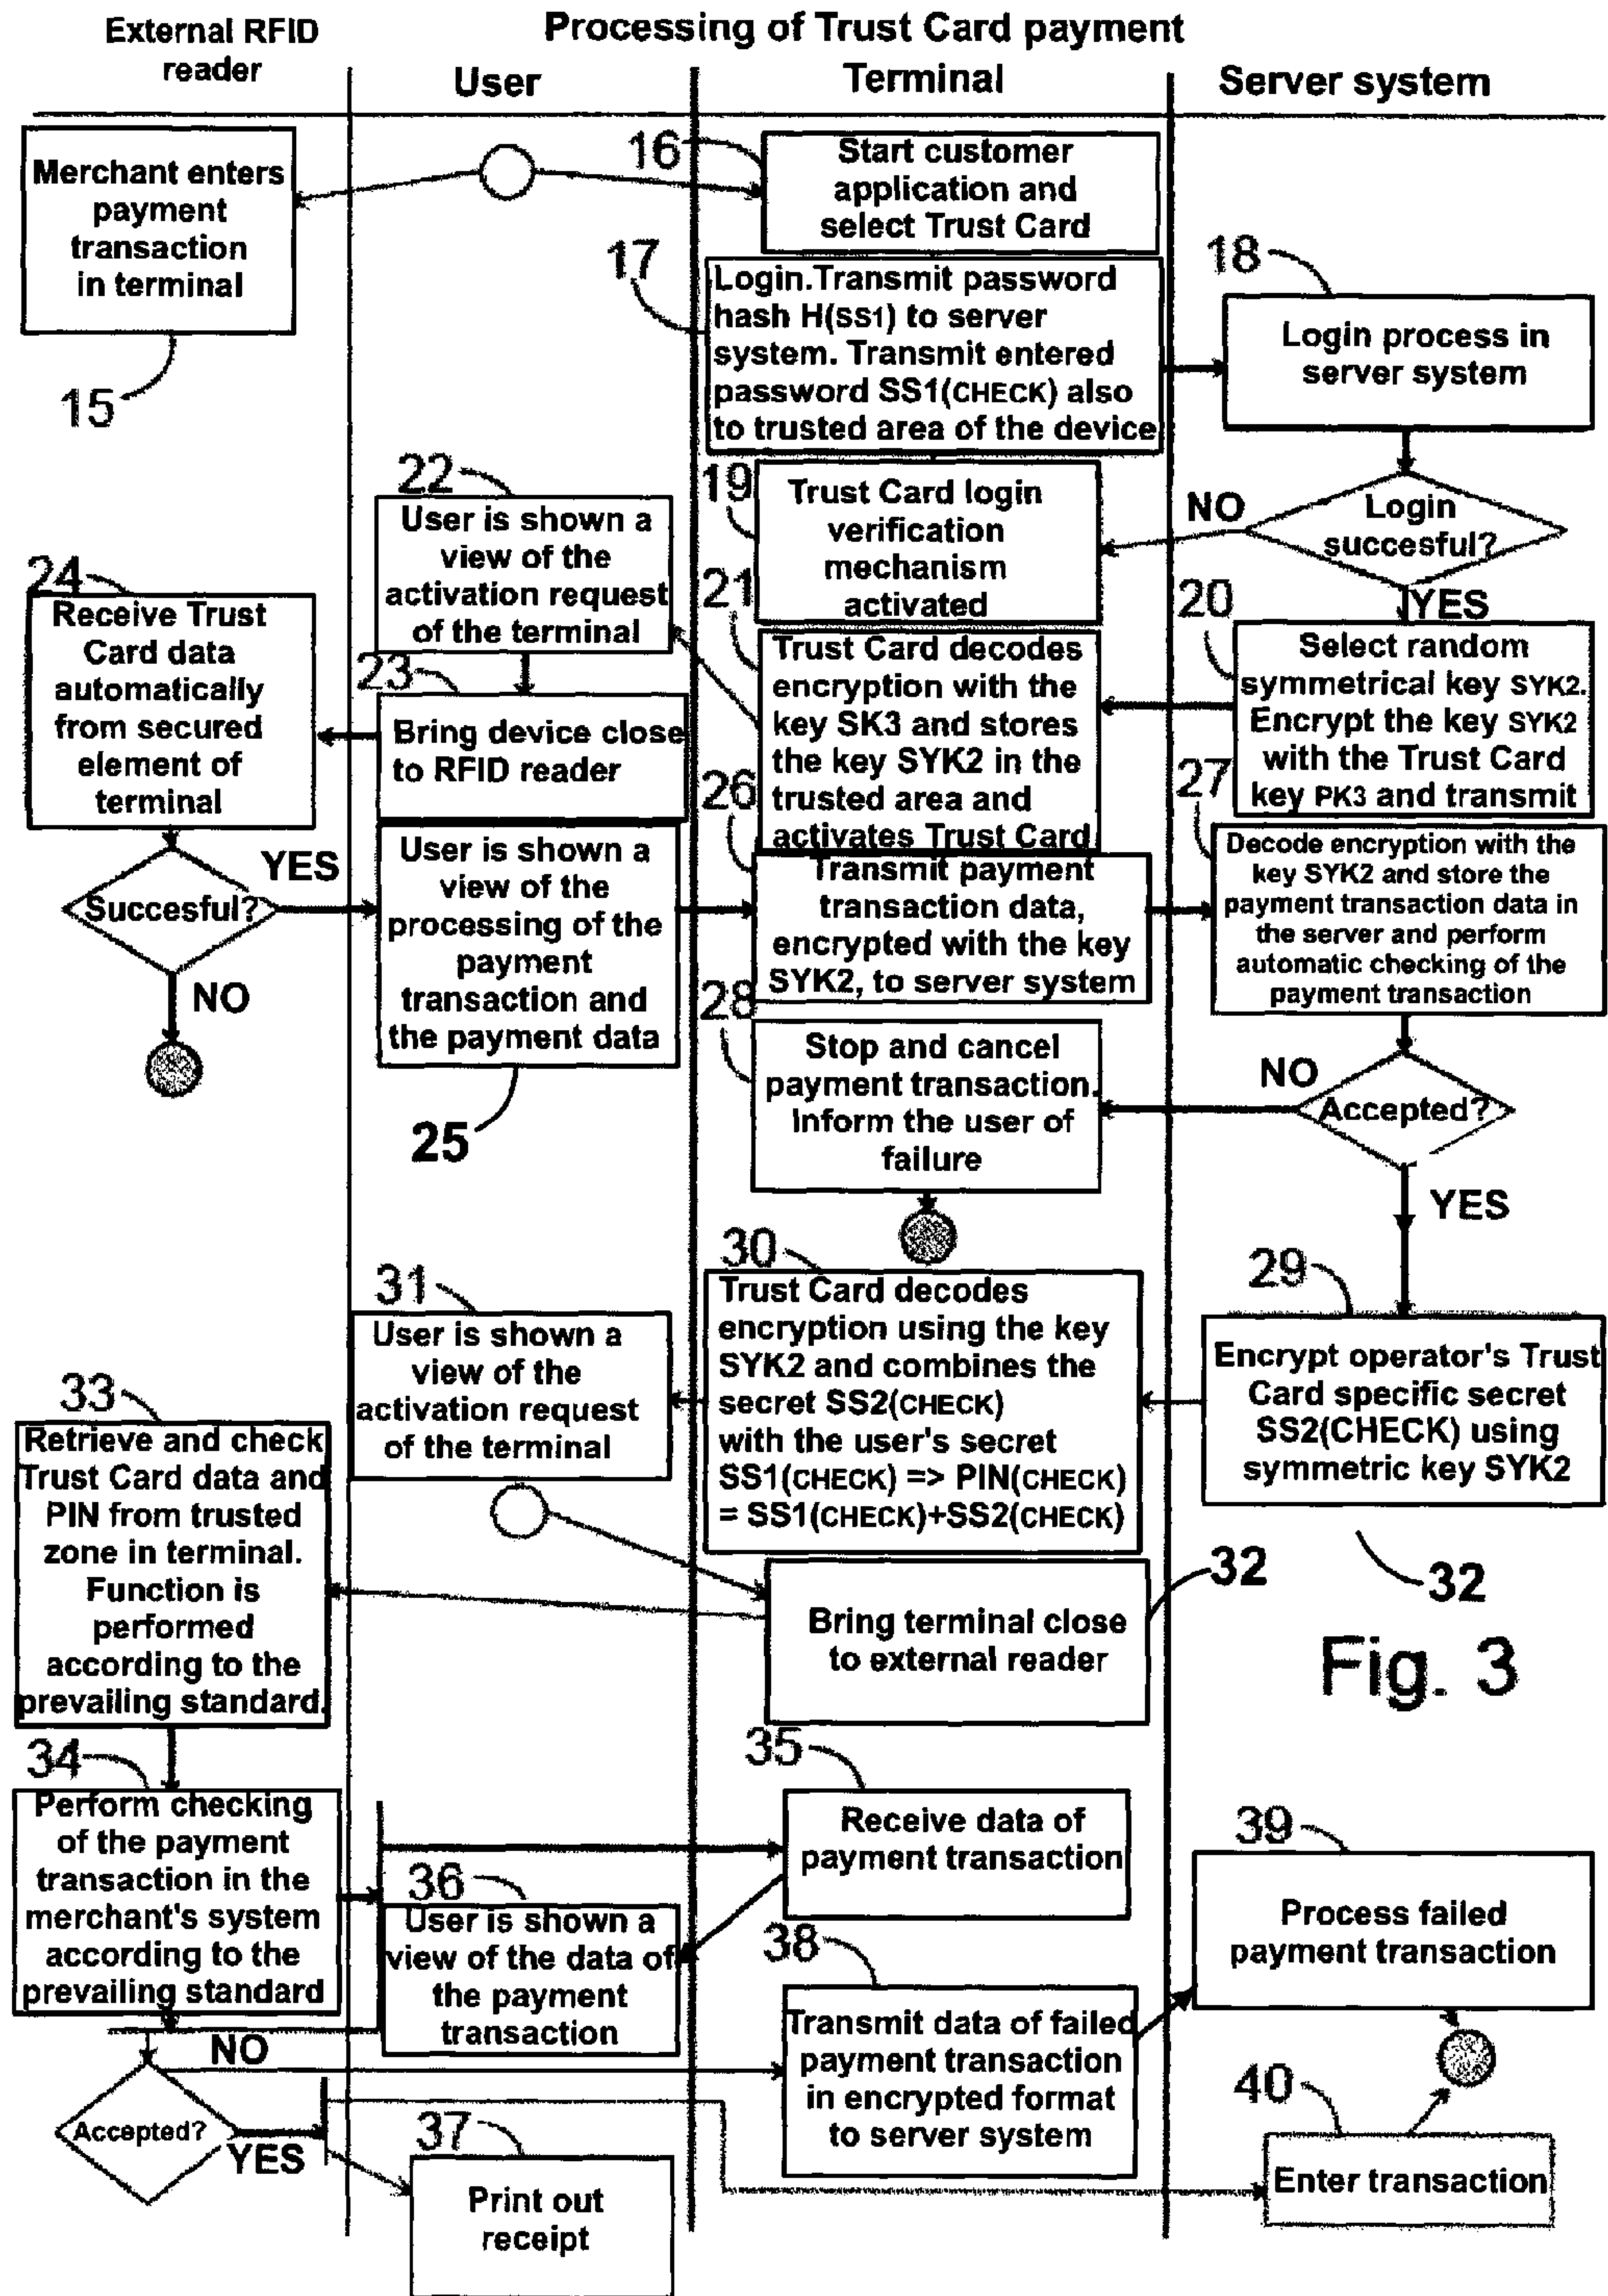 External RFID
reader
Processing of Trust Card payment
User
Terminal
Server system
Merchant enters
payment
transaction
in terminal
15
16
Start customer
application and
select Trust Card
17
Login.Transmit password
hash H(SS1) to server
system. Transmit entered
password SS1(CHECK) also
to trusted area of the device
18
Login process in
server system
Login
succesful?
NO
YES
19
Trust Card login
verification
mechanism
activated
20
Select random
symmetrical key SYK2.
Encrypt the key SYK2
with the Trust Card
key PK3 and transmit
21
Trust Card decodes
encryption with the
key SK3 and stores
the key SYK2 in the
trusted area and
activates Trust Card
22
User is shown a
view of the
activation request
of the terminal
23
Bring device close
to RFID reader
24
Receive Trust
Card data
automatically
from secured
element of
terminal
Succesful?
YES
NO
User is shown a
view of the
processing of the
payment
transaction and
the payment data
25
26
Transmit payment
transaction data,
encrypted with the key
SYK2, to server system
27
Decode encryption with the
key SYK2 and store the
payment transaction data in
the server and perform
automatic checking of the
payment transaction
Accepted?
NO
YES
28
Stop and cancel
payment transaction.
Inform the user of
failure
29
Encrypt operator's Trust
Card specific secret
SS2(CHECK) using
symmetric key SYK2
32
30
Trust Card decodes
encryption using the key
SYK2 and combines the
secret SS2(CHECK)
with the user's secret
SS1(CHECK) => PIN(CHECK)
= SS1(CHECK)+SS2(CHECK)
31
User is shown a
view of the
activation request
of the terminal
32
Bring terminal close
to external reader
Fig. 3
33
Retrieve and check
Trust Card data and
PIN from trusted
zone in terminal.
Function is
performed
according to the
prevailing standard.
34
Perform checking
of the payment
transaction in the
merchant's system
according to the
prevailing standard
35
Receive data of
payment transaction
36
User is shown a
view of the data of
the payment
transaction
NO
Accepted?
YES
37
Print out
receipt
38
Transmit data of failed
payment transaction
in encrypted format
to server system
39
Process failed
payment transaction
40
Enter transaction